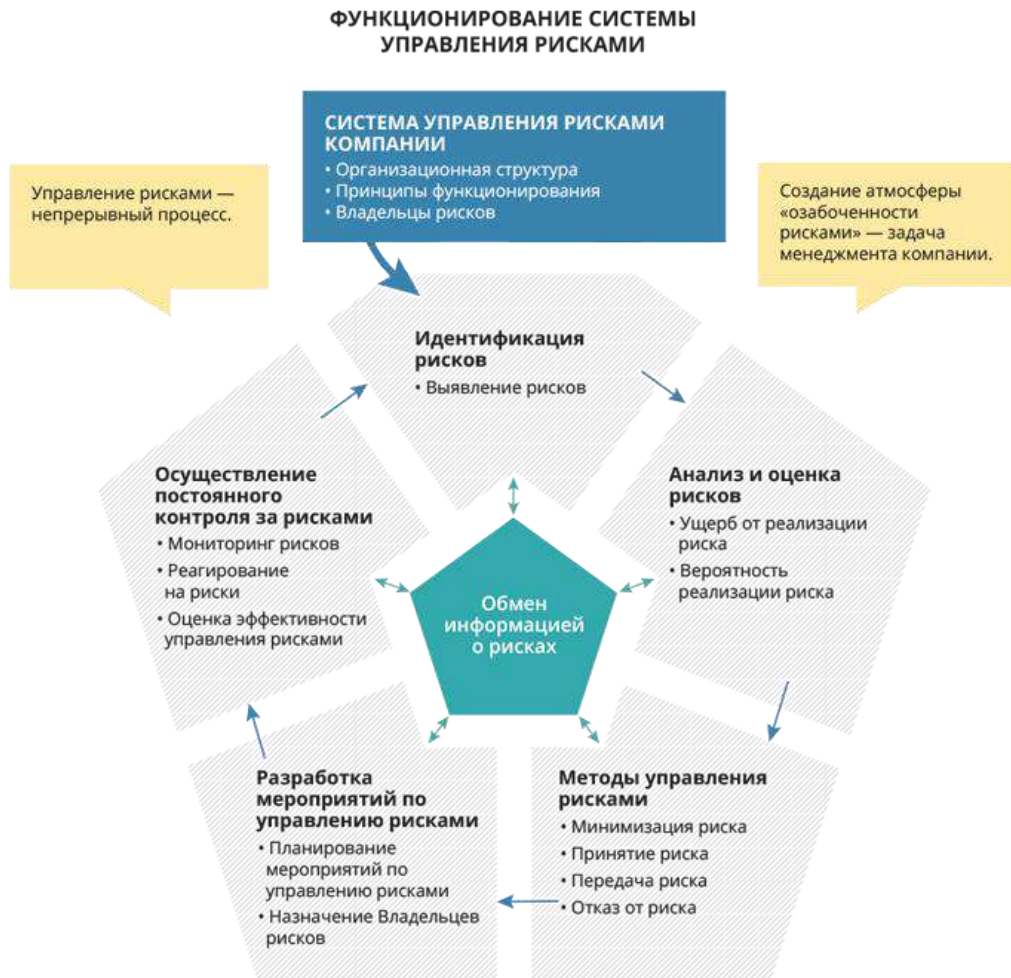 ФУНКЦИОНИРОВАНИЕ СИСТЕМЫ
УПРАВЛЕНИЯ РИСКАМИ
СИСТЕМА УПРАВЛЕНИЯ РИСКАМИ
КОМПАНИИ
• Организационная структура
• Принципы функционирования
• Владельцы рисков
Управление рисками —
непрерывный процесс.
Создание атмосферы
«озабоченности
рисками» — задача
менеджмента компании.
Идентификация
рисков
• Выявление рисков
Анализ и оценка
рисков
• Ущерб от реализации
риска
• Вероятность
реализации риска
Методы управления
рисками
• Минимизация риска
• Принятие риска
• Передача риска
• Отказ от риска
Разработка
мероприятий по
управлению рисками
• Планирование
мероприятий по
управлению рисками
• Назначение Владельцев
рисков
Осуществление
постоянного
контроля за рисками
• Мониторинг рисков
• Реагирование
на риски
• Оценка эффективности
управления рисками
Обмен
информацией
о рисках